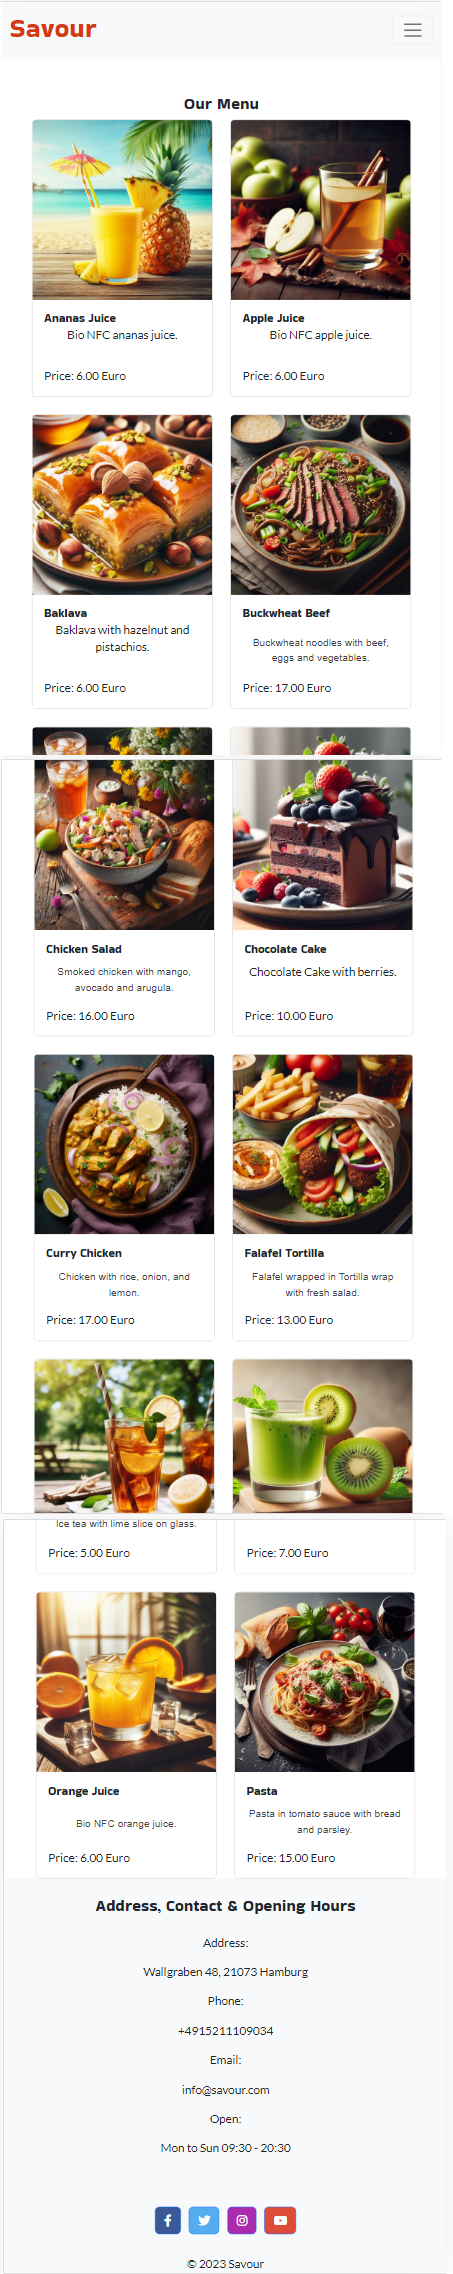 Savour
Our Menu
Ananas Juice
Bio NFC ananas juice.
Price: 6.00 Euro
Apple Juice
Bio NFC apple juice.
Price: 6.00 Euro
Baklava
Baklava with hazelnut and
pistachios.
Price: 6.00 Euro
Buckwheat Beef
Buckwheat noodles with beef,
eggs and vegetables.
Price: 17.00 Euro
Chicken Salad
Smoked chicken with mango,
avocado and arugula.
Price: 16.00 Euro
Chocolate Cake
Chocolate Cake with berries.
Price: 10.00 Euro
Curry Chicken
Chicken with rice, onion, and
lemon.
Price: 17.00 Euro
Falafel Tortilla
Falafel wrapped in Tortilla wrap
with fresh salad.
Price: 13.00 Euro
Ice tea with lime slice on glass.
Price: 5.00 Euro
Price: 7.00 Euro
Orange Juice
Bio NFC orange juice.
Price: 6.00 Euro
Pasta
Pasta in tomato sauce with bread
and parsley.
Price: 15.00 Euro
Address, Contact & Opening Hours
Address:
Wallgraben 48, 21073 Hamburg
Phone:
+4915211109034
Email:
info@savour.com
Open:
Mon to Sun 09:30 - 20:30
© 2023 Savour